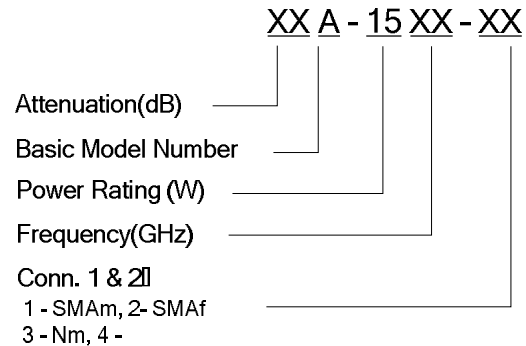 XX A - 15 XX - XX
Attenuation(dB)
Basic Model Number
Power Rating (W)
Frequency(GHz)
Conn. 1 & 2
1 - SMAm, 2- SMAf
3 - Nm, 4 -